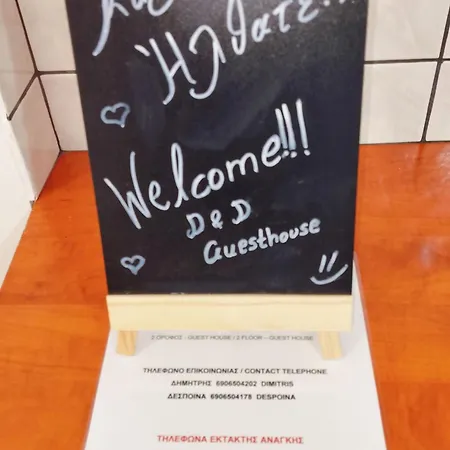 Ήλθατε!!!
Welcome!!!
D & D
Guesthouse
2 ΟΡΟΦΟΣ - GUEST HOUSE / 2 FLOOR – GUEST HOUSE
ΤΗΛΕΦΩΝΟ ΕΠΙΚΟΙΝΩΝΙΑΣ / CONTACT TELEPHONE
ΔΗΜΗΤΡΗΣ 6906504202 DIMITRIS
ΔΕΣΠΟΙΝΑ 6906504178 DESPOINA
ΤΗΛΕΦΩΝΑ ΕΚΤΑΚΤΗΣ ΑΝΑΓΚΗΣ